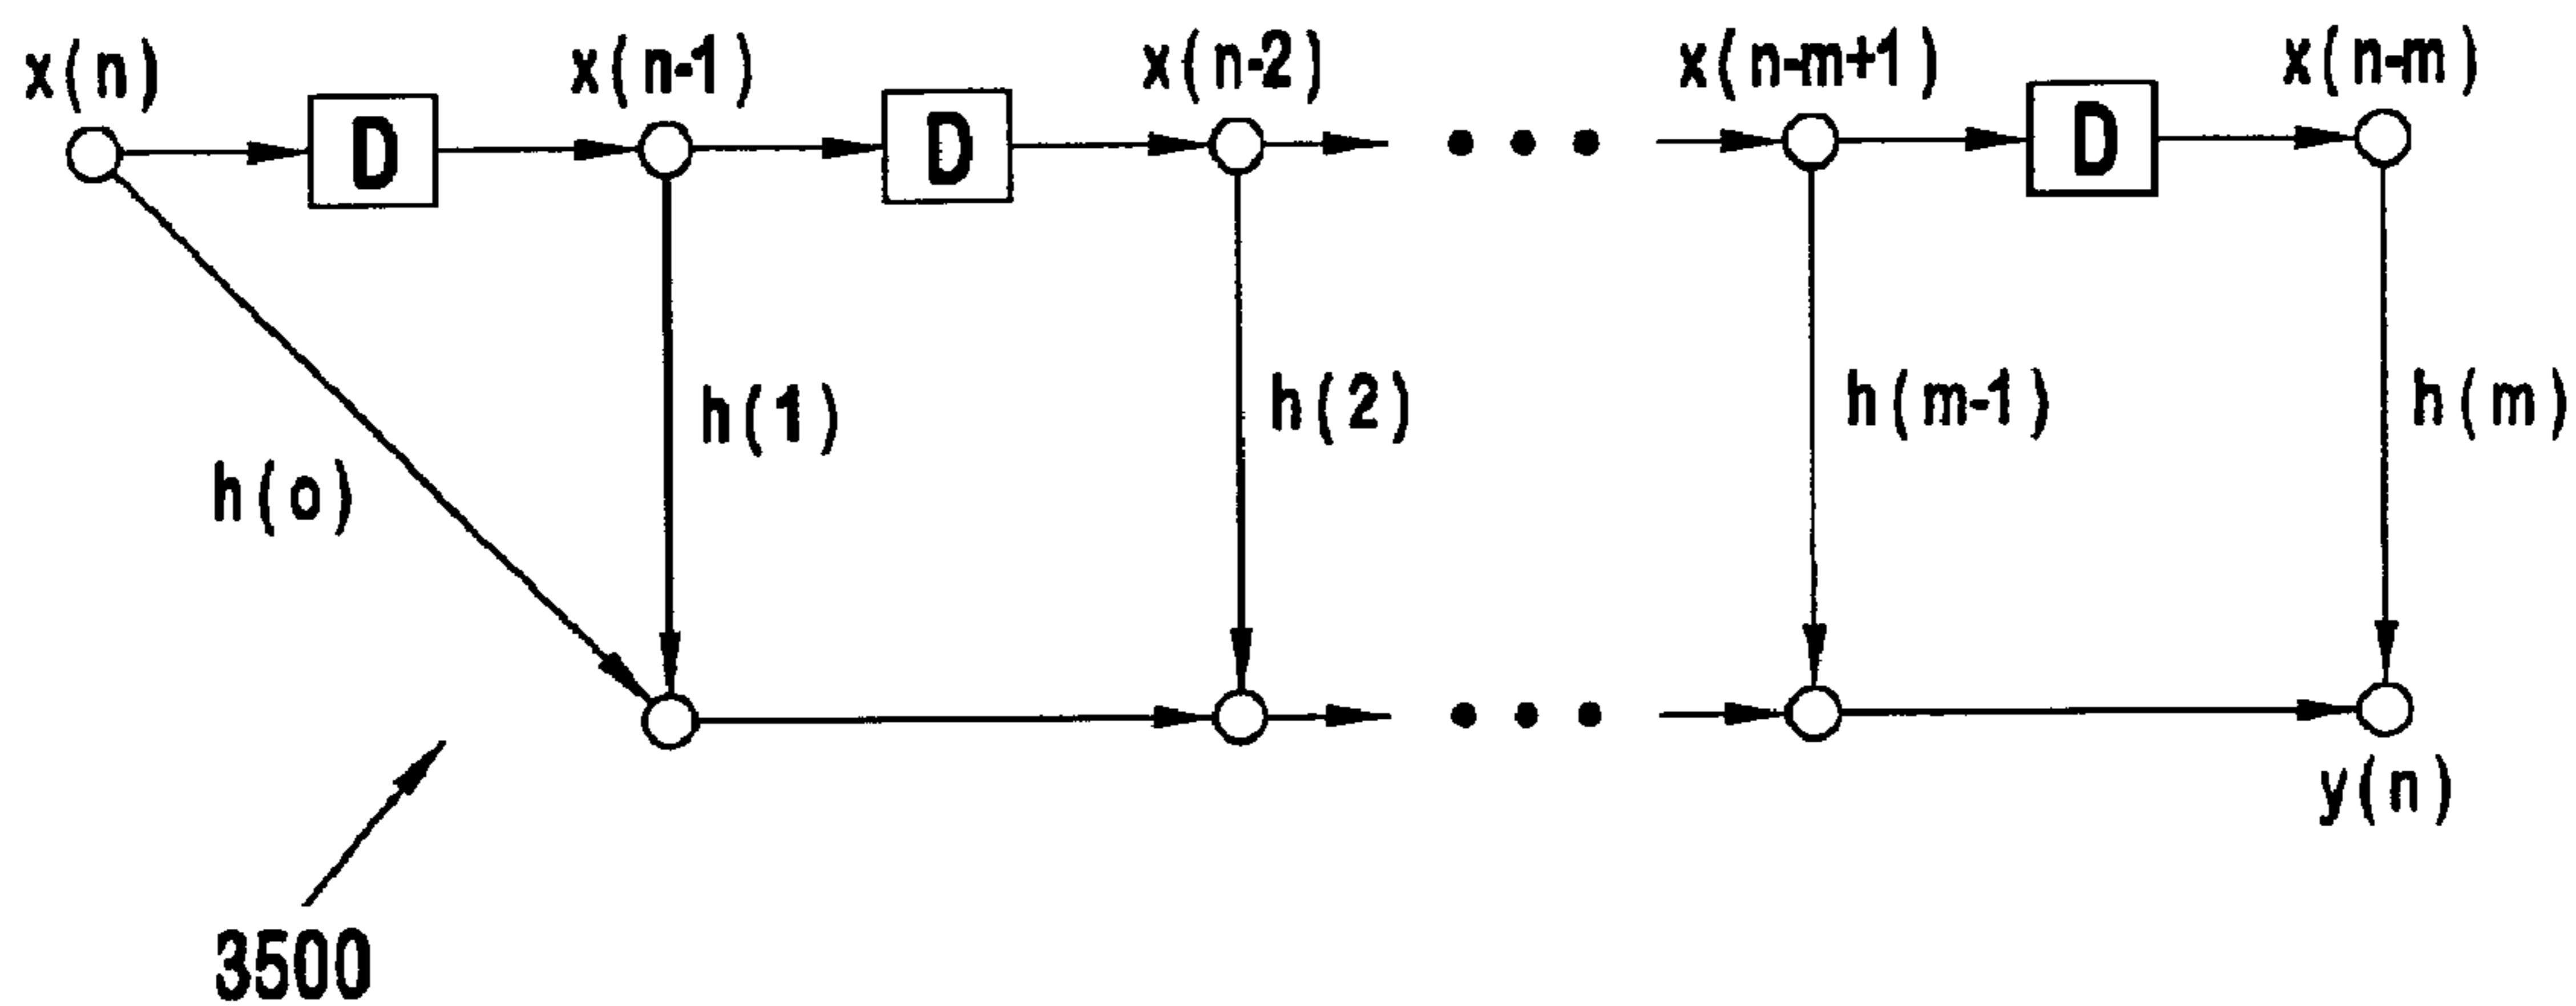 x(n) x(n-1) x(n-2) x(n-m+1) x(n-m)
D D D
h(o) h(1) h(2) h(m-1) h(m)
y(n)
3500